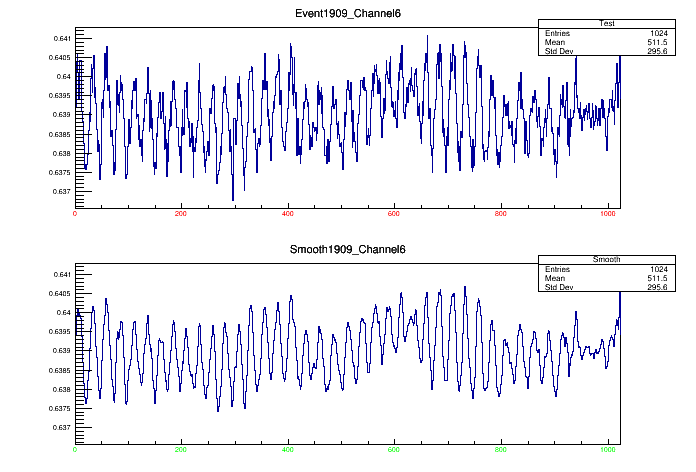 Event1909_Channel6
Test
Entries 1024
Mean 511.5
Std Dev 295.6
0.641
0.6405
0.64
0.6395
0.639
0.6385
0.638
0.6375
0.637
0 200 400 600 800 1000
Smooth1909_Channel6
Smooth
Entries 1024
Mean 511.5
Std Dev 295.6
0.641
0.6405
0.64
0.6395
0.639
0.6385
0.638
0.6375
0.637
0 200 400 600 800 1000